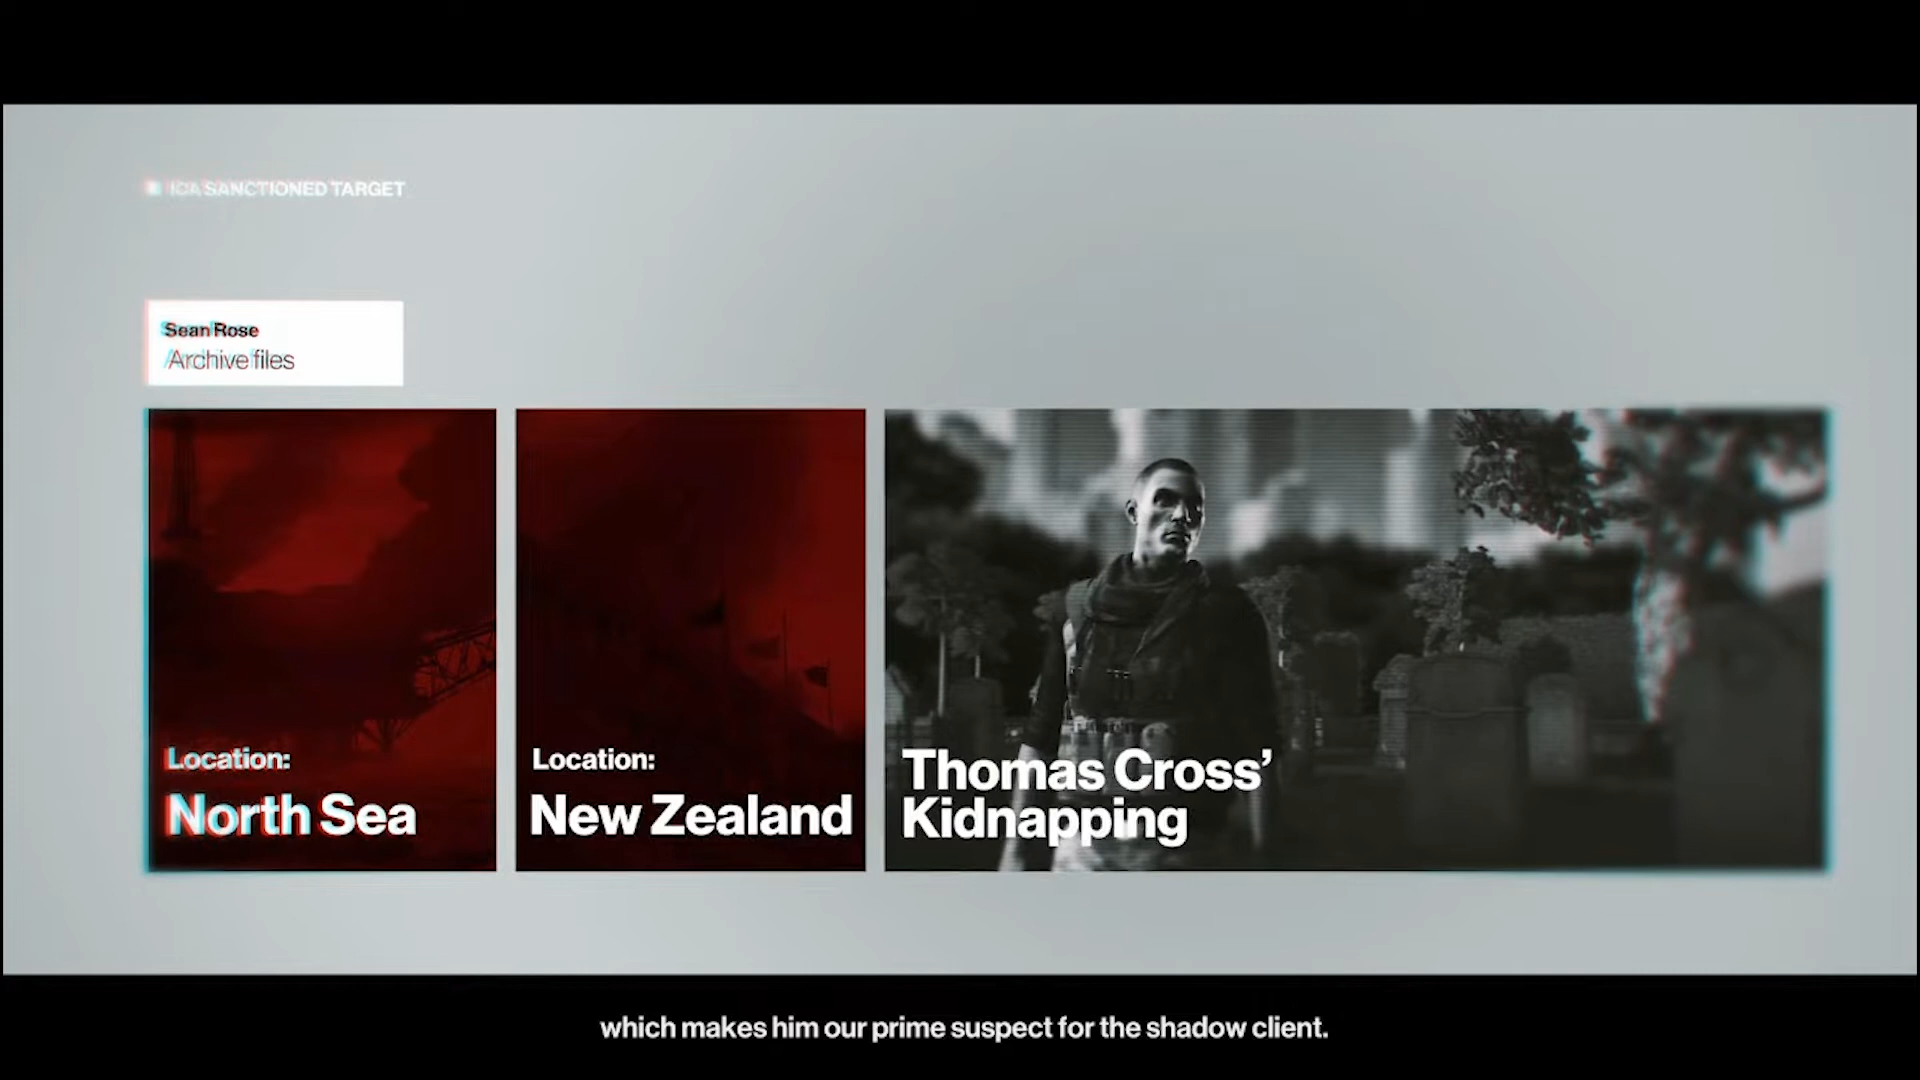 ICA SANCTIONED TARGET
Sean Rose
Archive files
Location:
North Sea
Location:
New Zealand
Thomas Cross’
Kidnapping
which makes him our prime suspect for the shadow client.